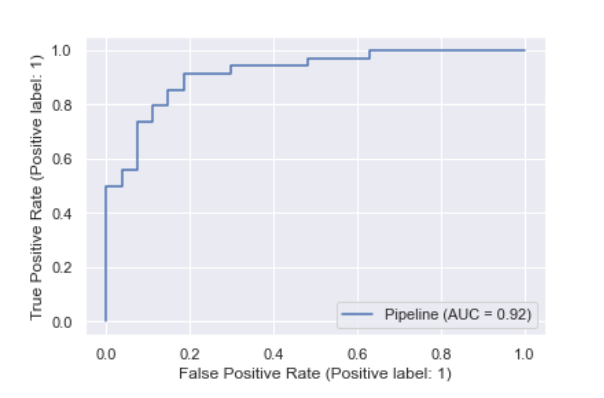 True Positive Rate (Positive label: 1)
1.0
0.8
0.6
0.4
0.2
0.0
Pipeline (AUC = 0.92)
0.0 0.2 0.4 0.6 0.8 1.0
False Positive Rate (Positive label: 1)